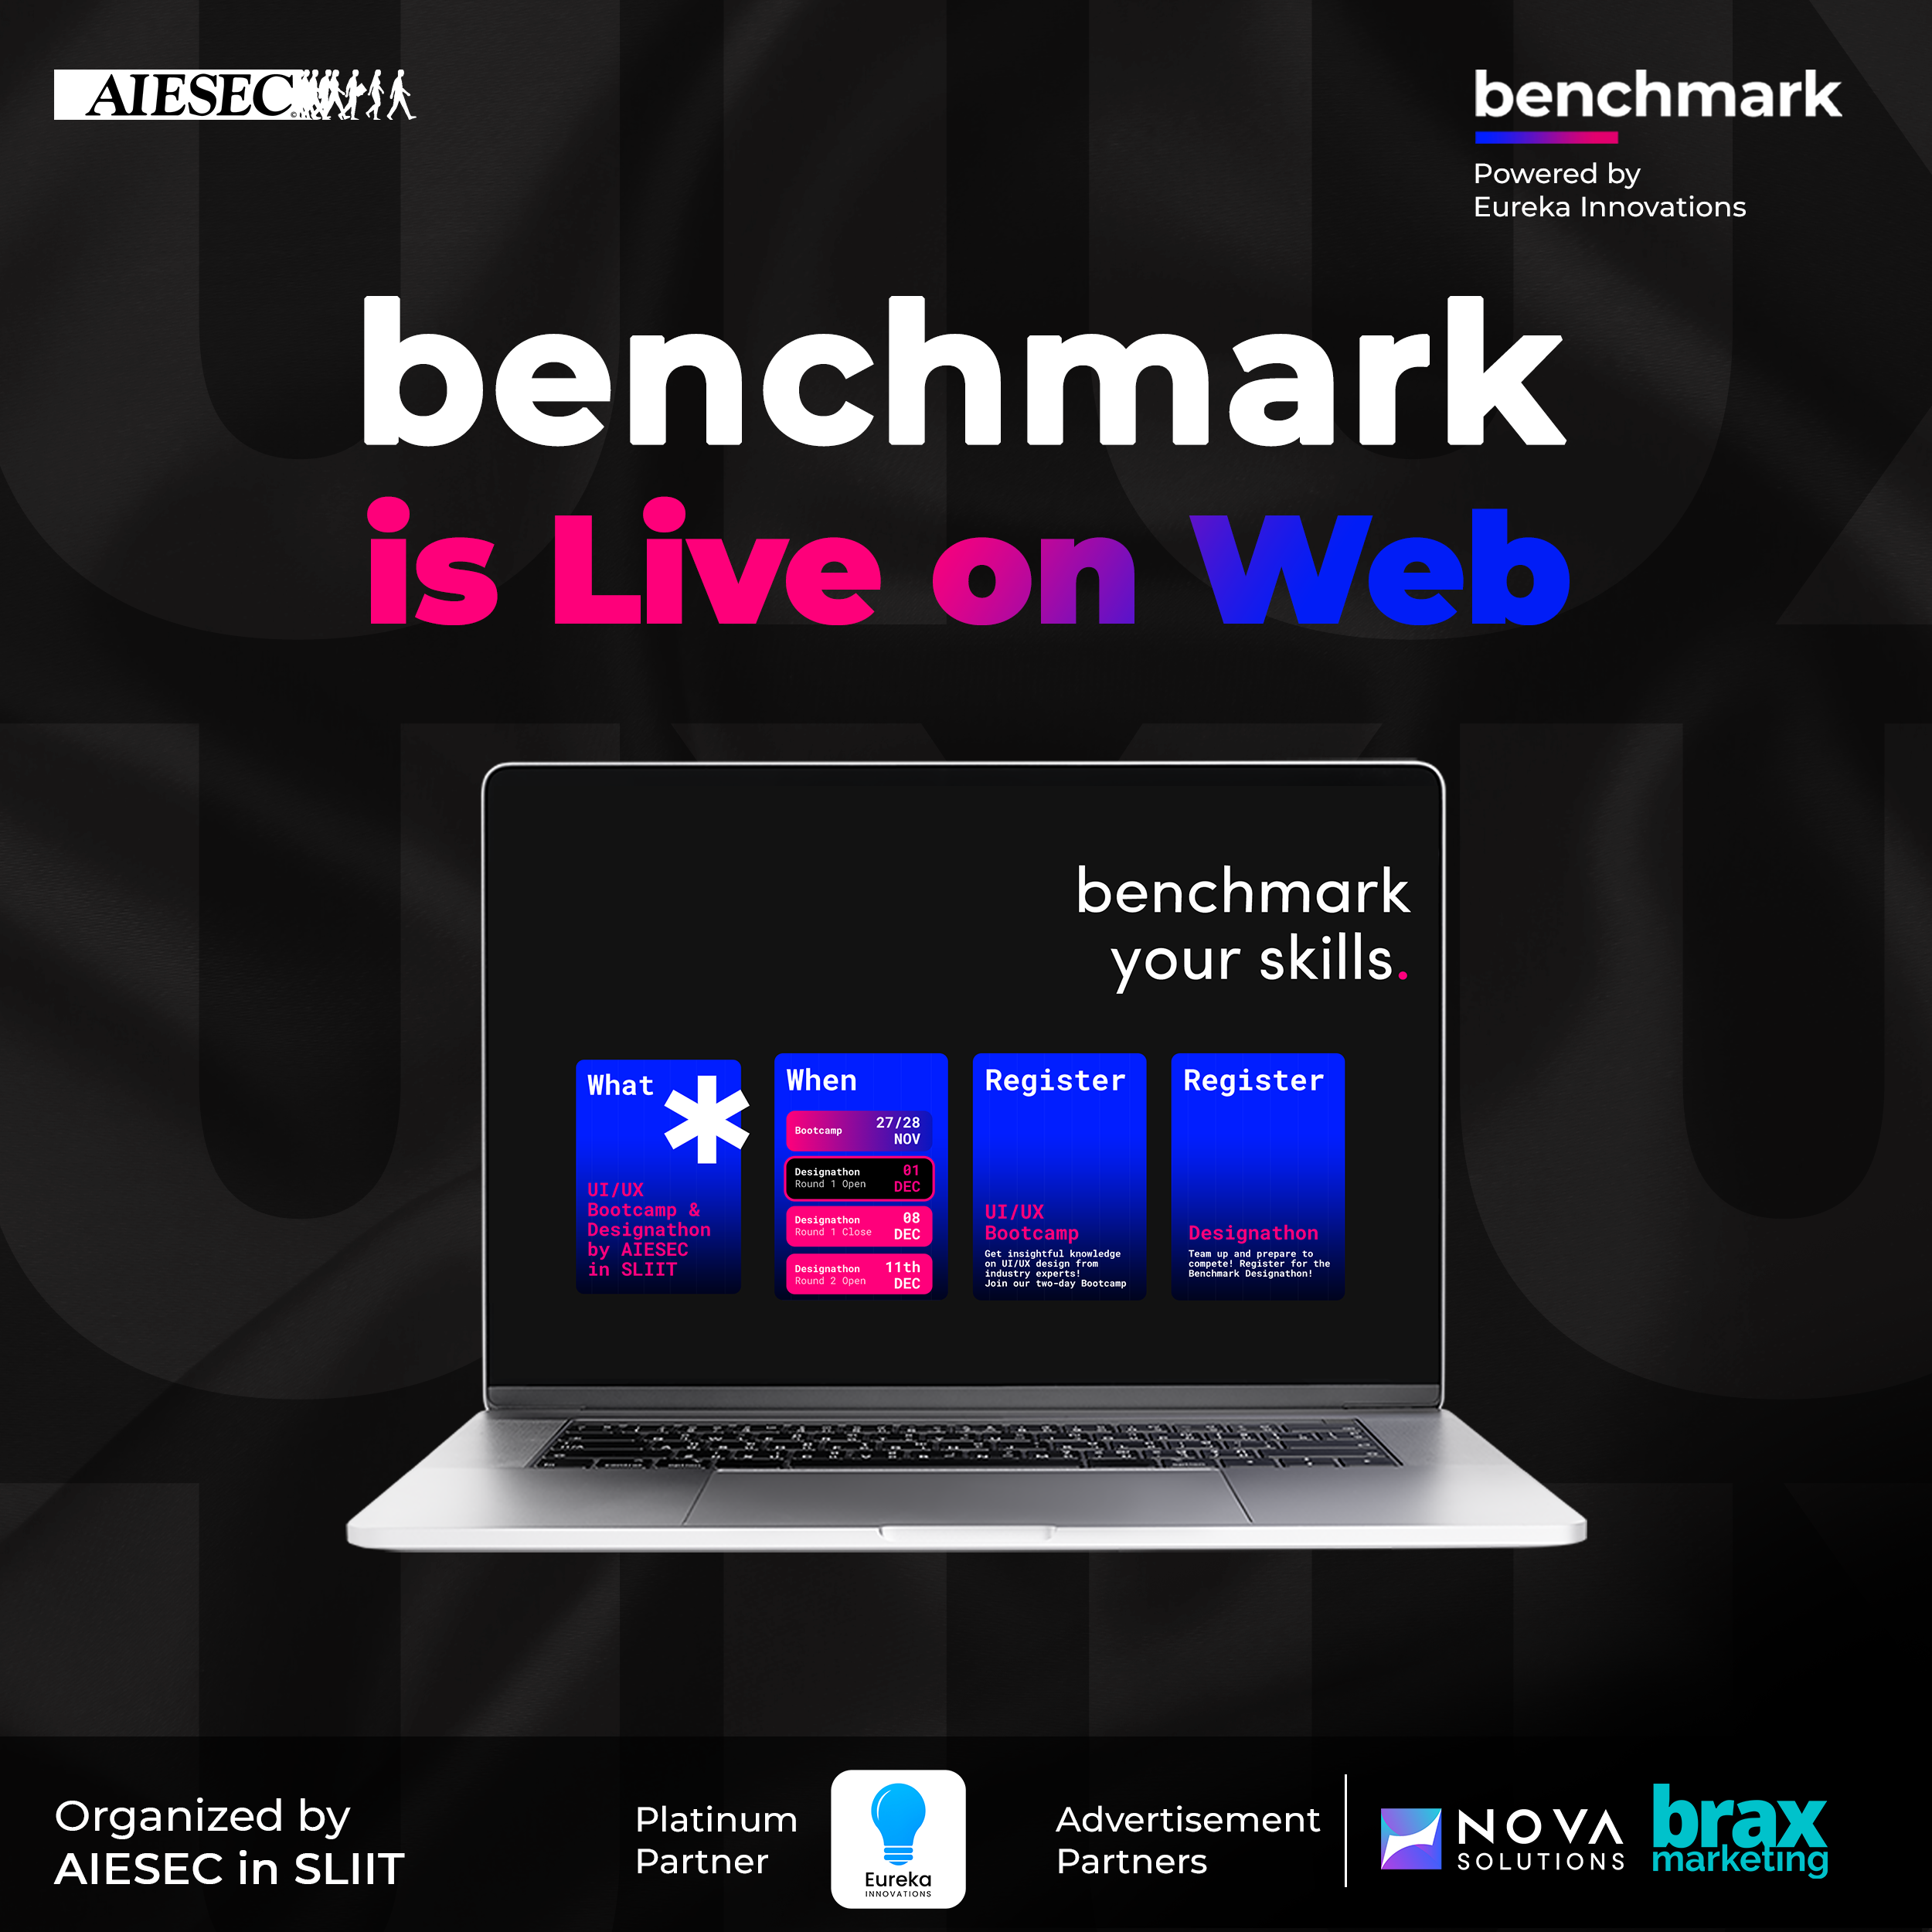 AIESEC
benchmark
Powered by
Eureka Innovations
benchmark
is Live on Web
benchmark
your skills.
What
UI/UX
Bootcamp &
Designathon
by AIESEC
in SLIIT
When
Bootcamp
27/28
NOV
Designathon
Round 1 Open
01
DEC
Designathon
Round 1 Close
08
DEC
Designathon
Round 2 Open
11th
DEC
Register
UI/UX
Bootcamp
Get insightful knowledge
on UI/UX design from
industry experts!
Join our two-day Bootcamp
Register
Designathon
Team up and prepare to
compete! Register for the
Benchmark Designathon!
Organized by
AIESEC in SLIIT
Platinum
Partner
Eureka
INNOVATIONS
Advertisement
Partners
NOVA
SOLUTIONS
brax
marketing